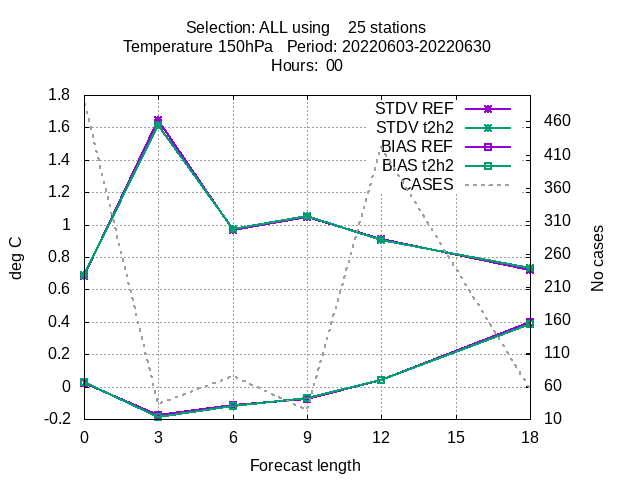 Selection: ALL using    25 stations
Temperature 150hPa   Period: 20220603-20220630
Hours:  00
1.8
1.6
1.4
1.2
1
0.8
0.6
0.4
0.2
0
-0.2
deg C
STDV REF
STDV t2h2
BIAS REF
BIAS t2h2
CASES
460
410
360
310
260
210
160
110
60
10
No cases
0 3 6 9 12 15 18
Forecast length